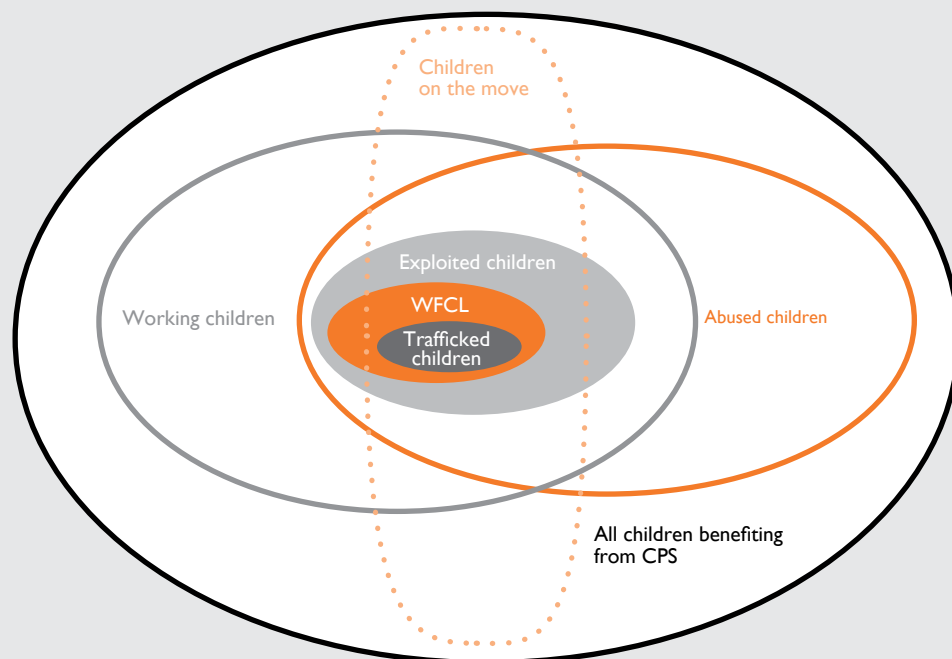 Children
on the move
Exploited children
WFCL
Working children
Abused children
Trafficked
children
All children benefiting
from CPS